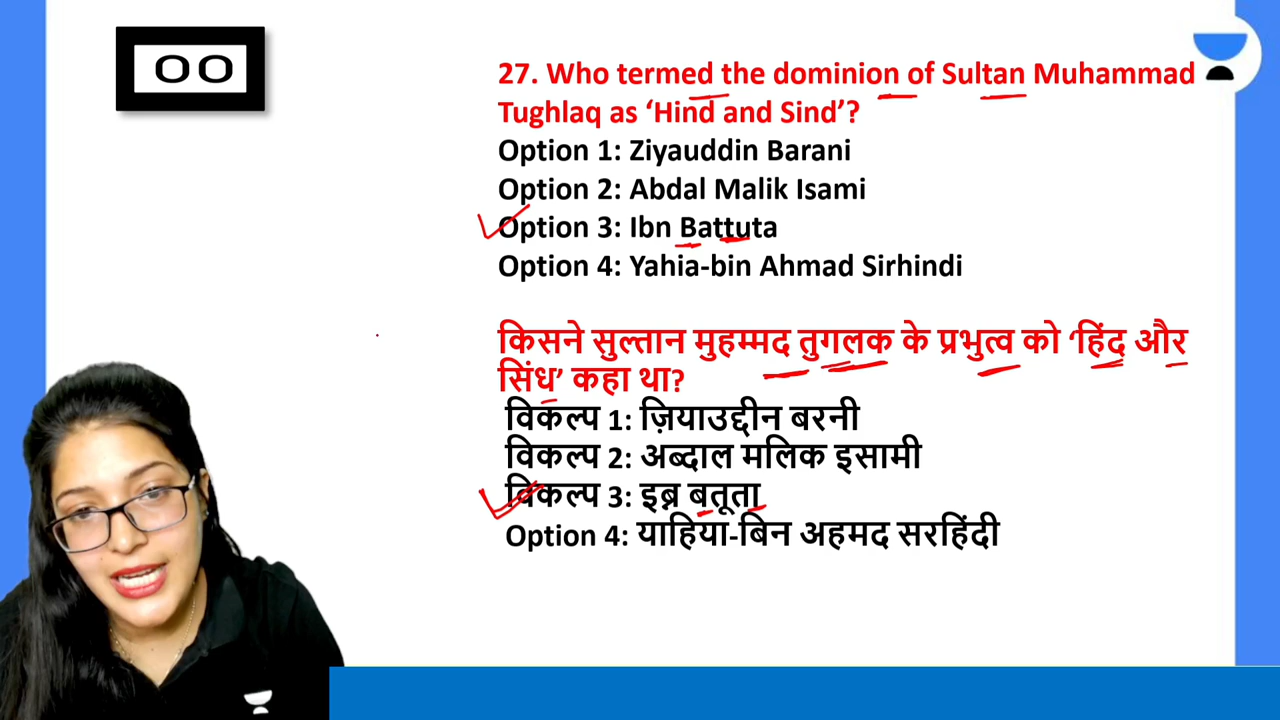 00
27. Who termed the dominion of Sultan Muhammad
Tughlaq as ‘Hind and Sind’?
Option 1: Ziyauddin Barani
Option 2: Abdal Malik Isami
Option 3: Ibn Battuta
Option 4: Yahia-bin Ahmad Sirhindi
किसने सुल्तान मुहम्मद तुगलक के प्रभुत्व को ‘हिंद और
सिंध’ कहा था?
विकल्प 1: ज़ियाउद्दीन बरनी
विकल्प 2: अब्दाल मलिक इसामी
विकल्प 3: इब्न बतूता
Option 4: याहिया-बिन अहमद सरहिंदी